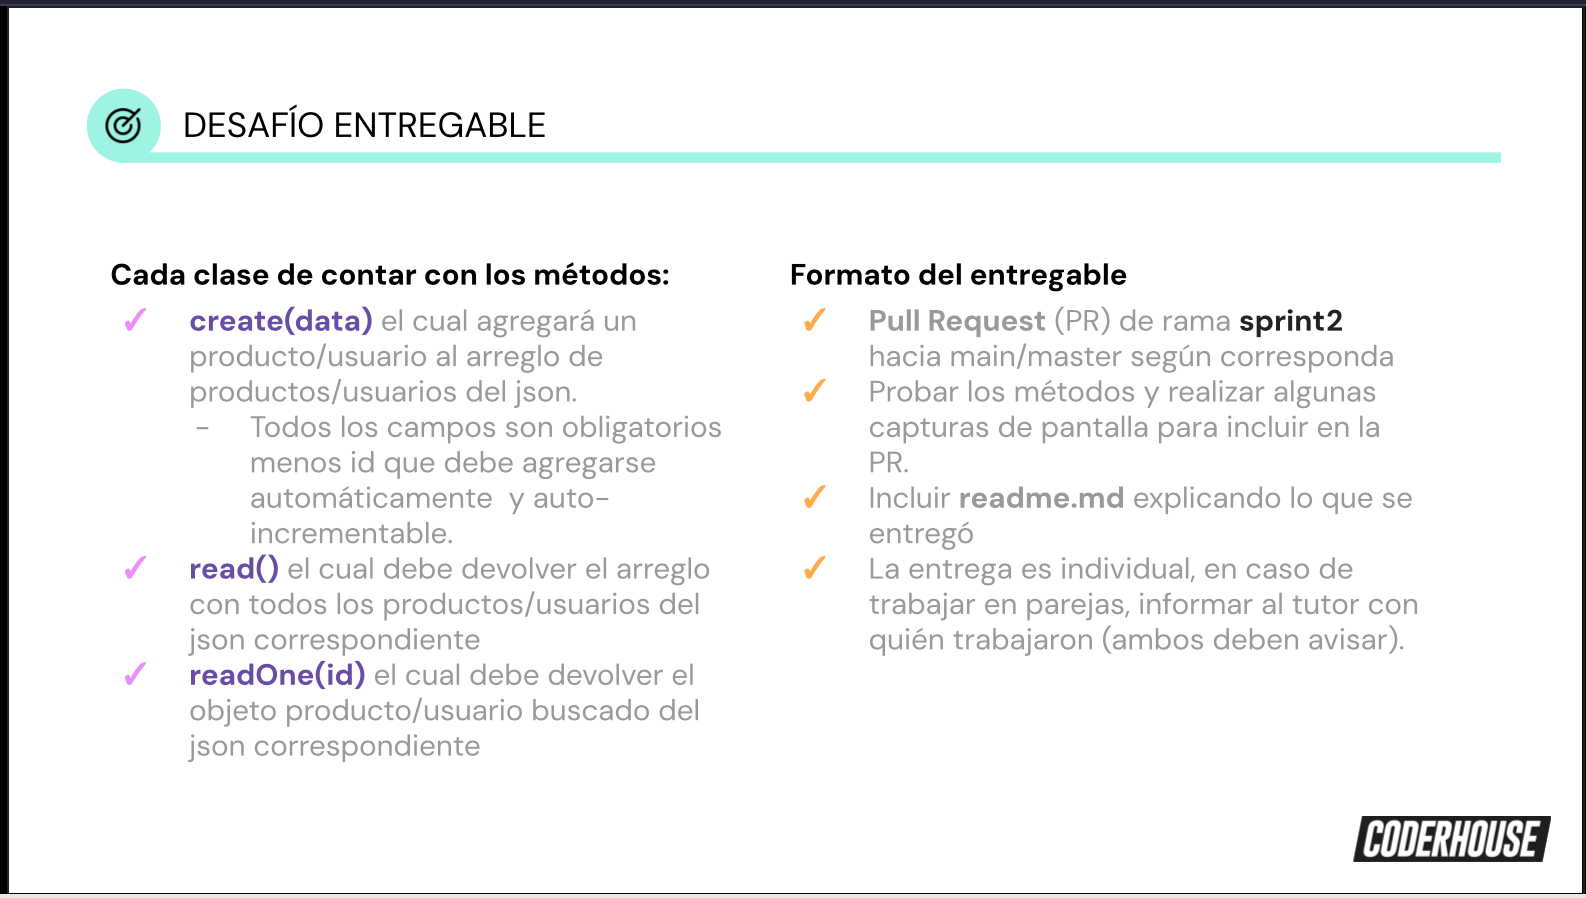 DESAFÍO ENTREGABLE
Cada clase de contar con los métodos:
✓ create(data) el cual agregará un
producto/usuario al arreglo de
productos/usuarios del json.
- Todos los campos son obligatorios
menos id que debe agregarse
automáticamente y auto-
incrementable.
✓ read() el cual debe devolver el arreglo
con todos los productos/usuarios del
json correspondiente
✓ readOne(id) el cual debe devolver el
objeto producto/usuario buscado del
json correspondiente
Formato del entregable
✓ Pull Request (PR) de rama sprint2
hacia main/master según corresponda
✓ Probar los métodos y realizar algunas
capturas de pantalla para incluir en la
PR.
✓ Incluir readme.md explicando lo que se
entregó
✓ La entrega es individual, en caso de
trabajar en parejas, informar al tutor con
quién trabajaron (ambos deben avisar).
CODERHOUSE